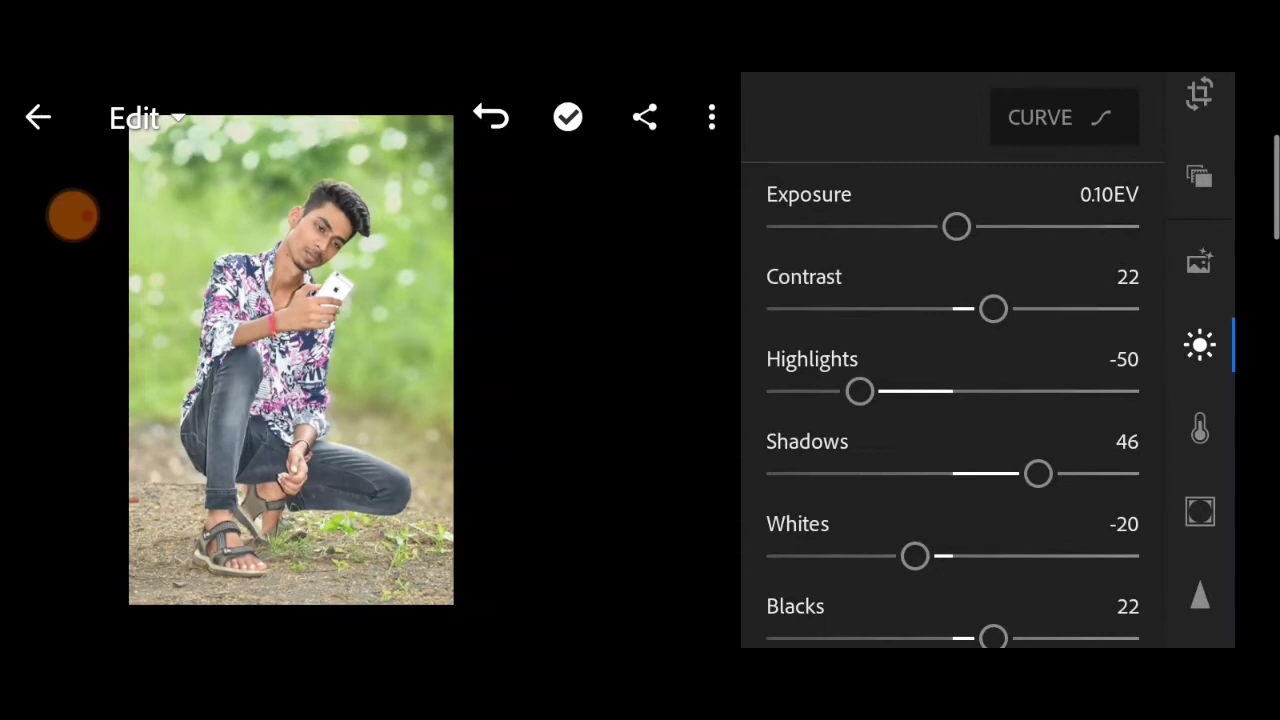 Edit
CURVE
Exposure 0.10EV
Contrast 22
Highlights -50
Shadows 46
Whites -20
Blacks 22